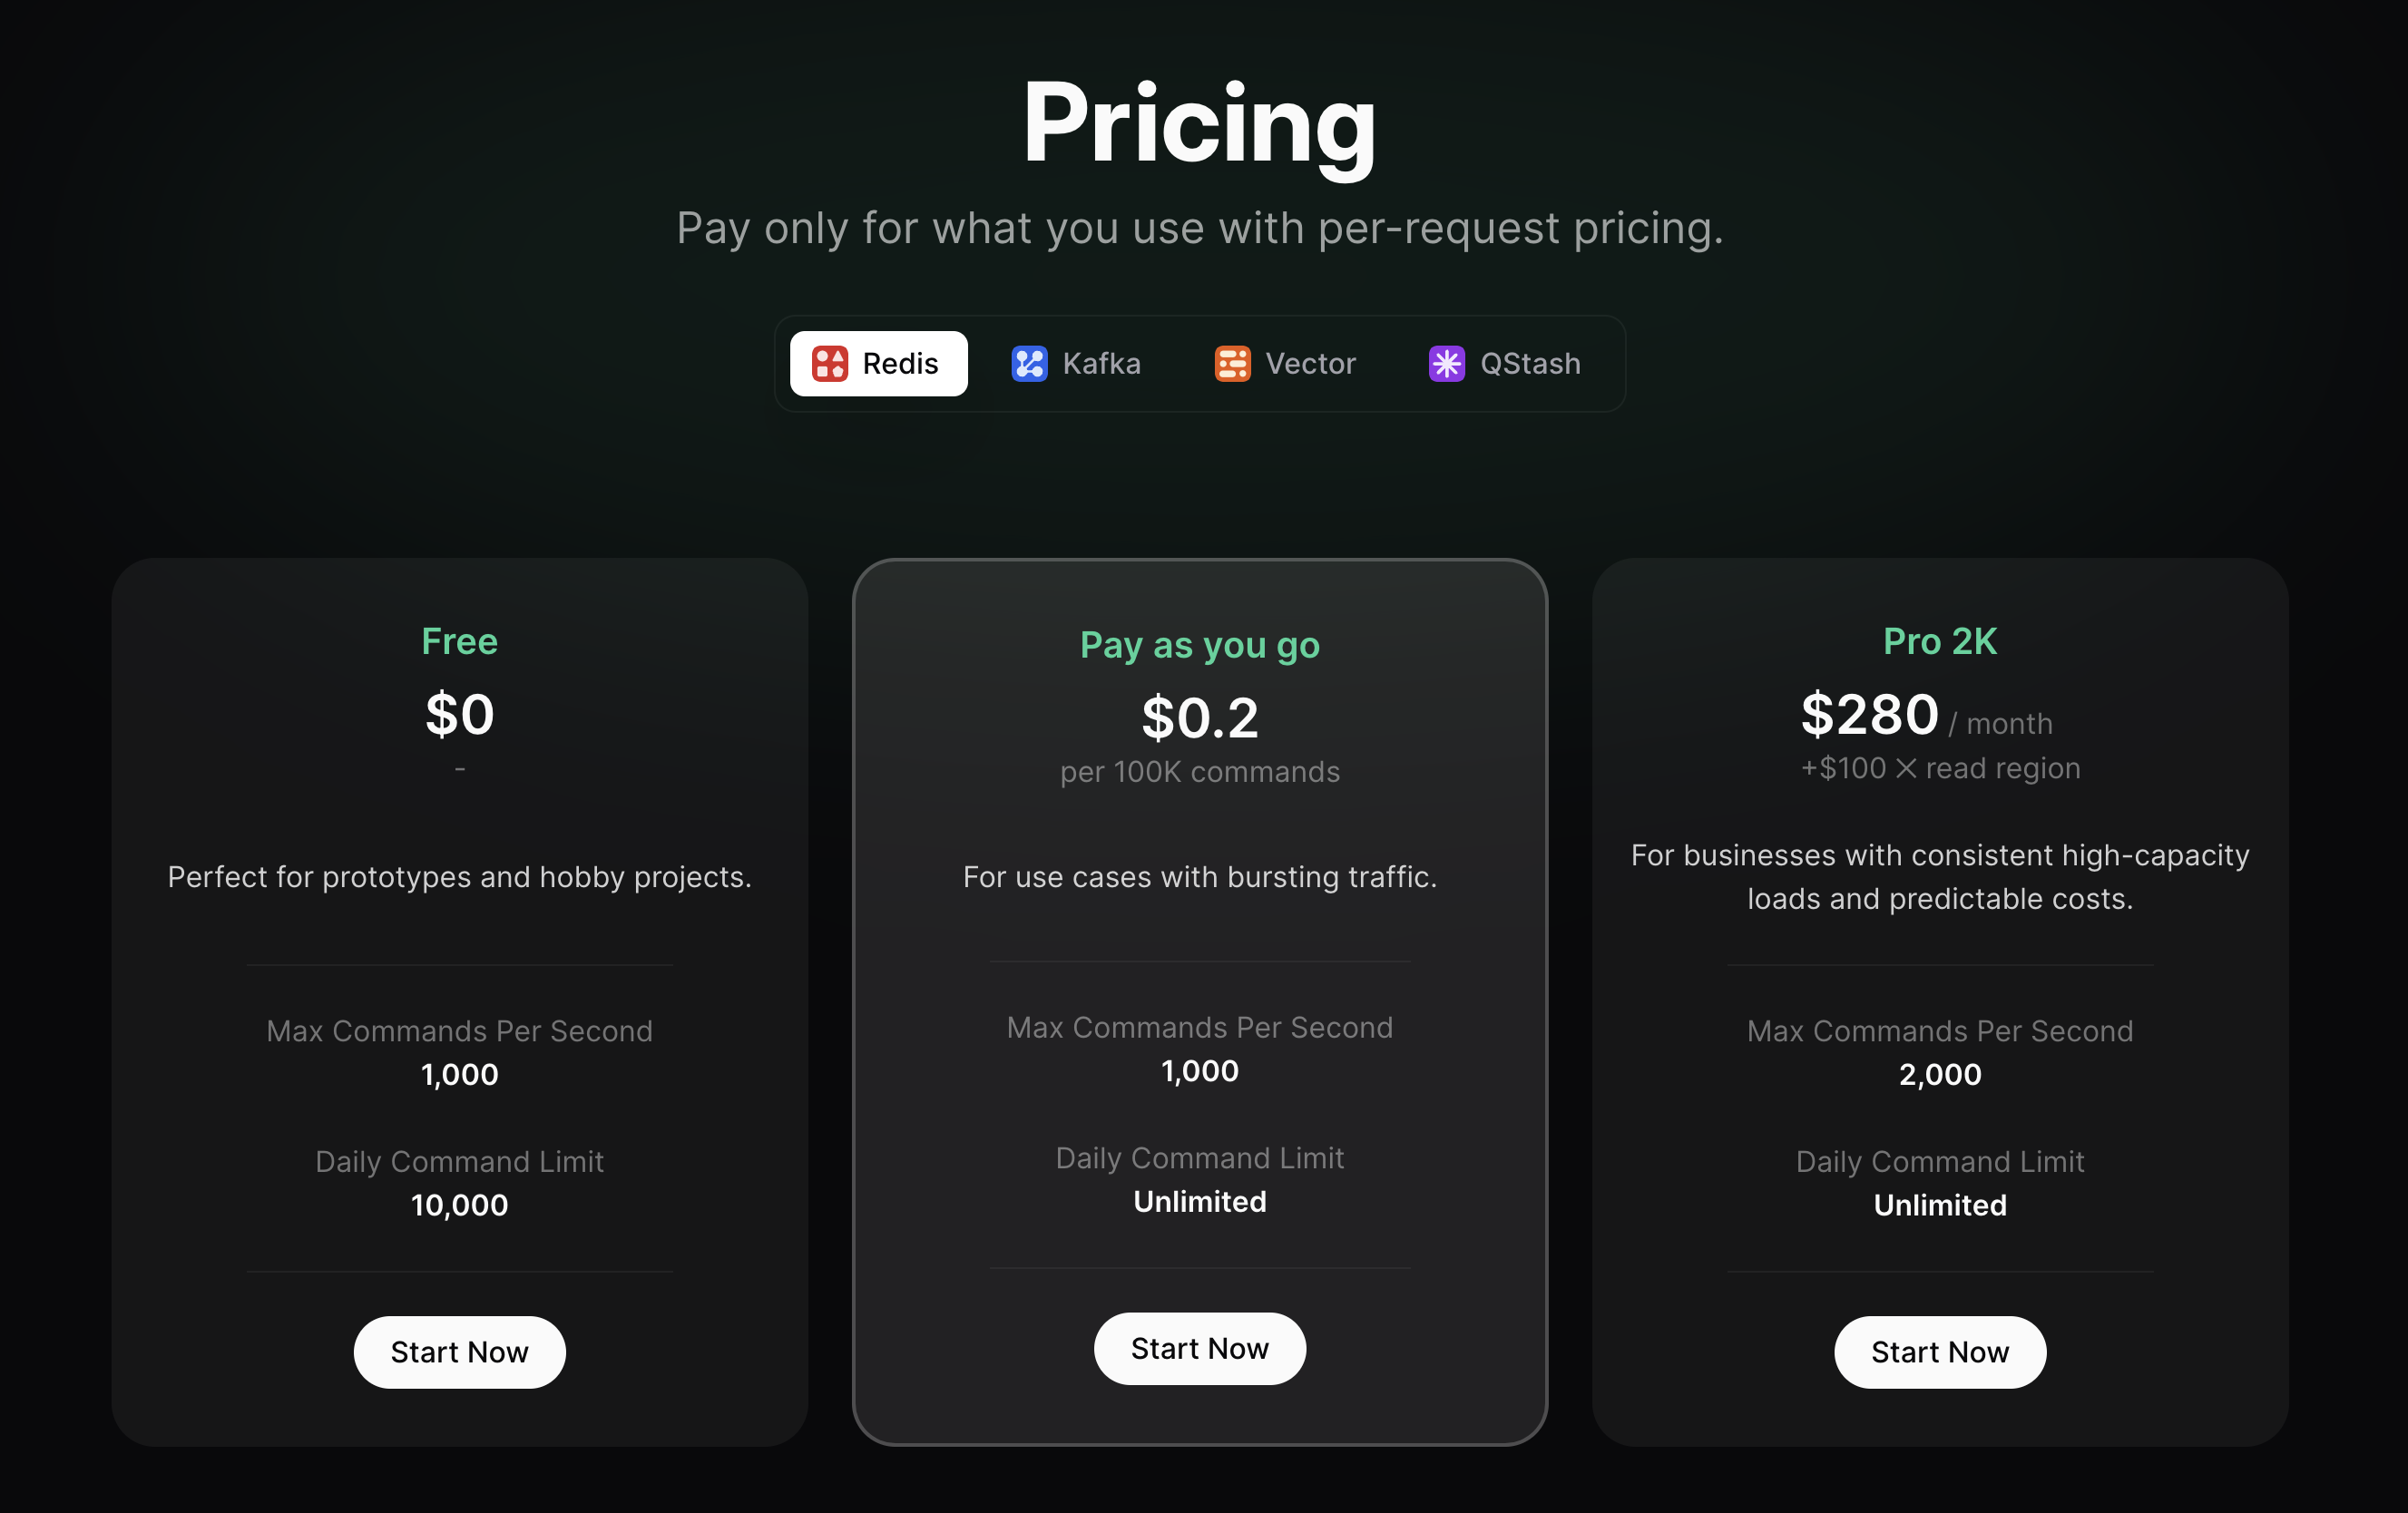 Pricing
Pay only for what you use with per-request pricing.
Redis
Kafka
Vector
QStash
Free
$0
-
Perfect for prototypes and hobby projects.
Max Commands Per Second
1,000
Daily Command Limit
10,000
Start Now
Pay as you go
$0.2
per 100K commands
For use cases with bursting traffic.
Max Commands Per Second
1,000
Daily Command Limit
Unlimited
Start Now
Pro 2K
$280 / month
+$100 × read region
For businesses with consistent high-capacity
loads and predictable costs.
Max Commands Per Second
2,000
Daily Command Limit
Unlimited
Start Now